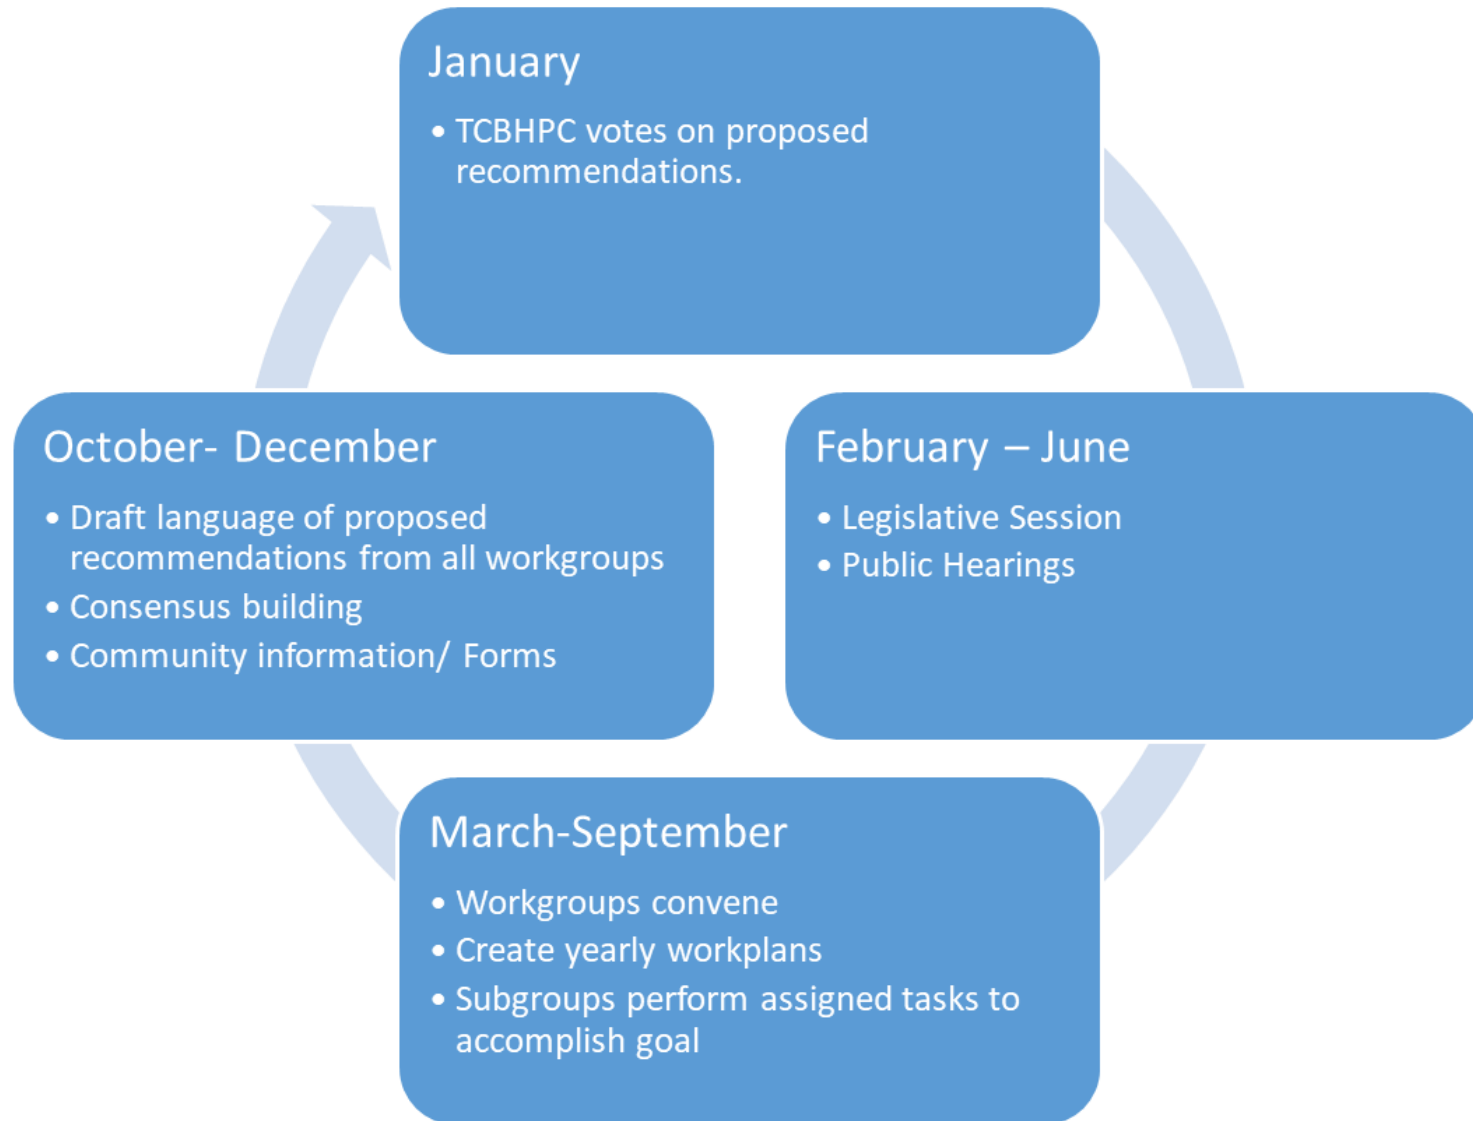 January
• TCBHPC votes on proposed
recommendations.
February – June
• Legislative Session
• Public Hearings
March-September
• Workgroups convene
• Create yearly workplans
• Subgroups perform assigned tasks to
accomplish goal
October- December
• Draft language of proposed
recommendations from all workgroups
• Consensus building
• Community information/ Forms